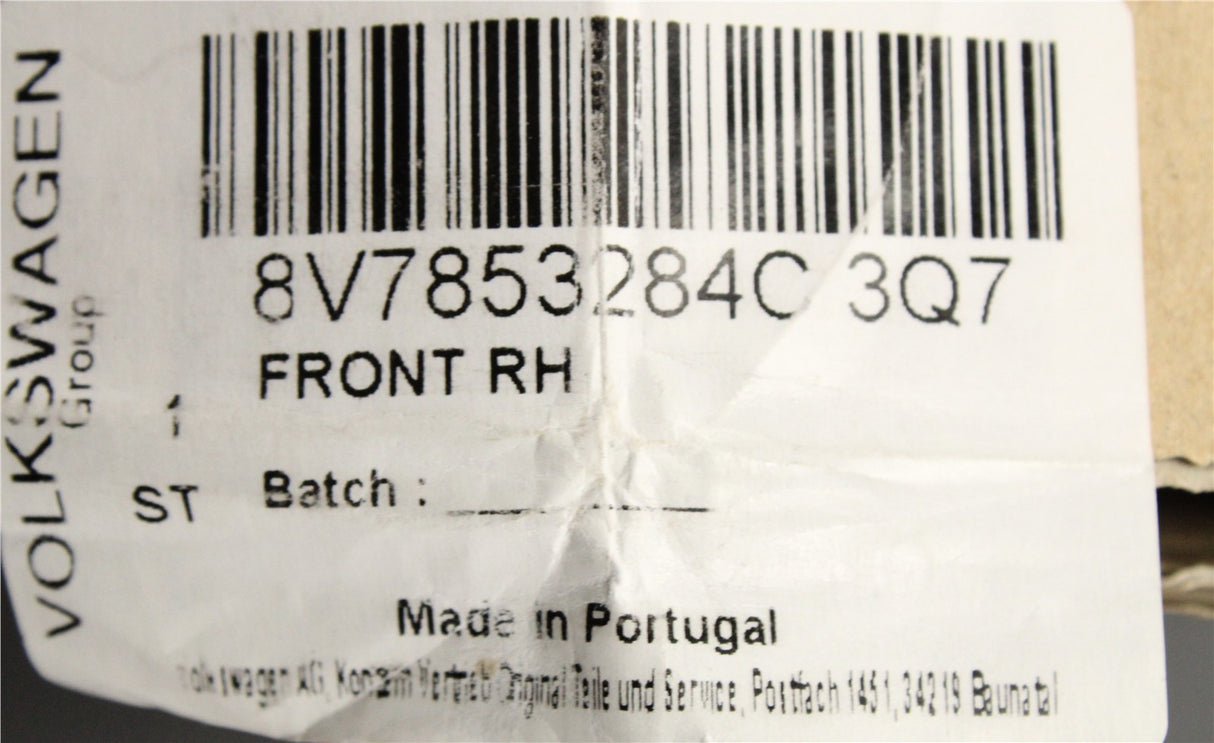 VOLKSWAGEN
Group
8V7853284C 3Q7
FRONT RH
1
ST Batch :
Made in Portugal
Volkswagen AG, Konzern Vertrieb Original Teile und Service, Postfach 1451, 34219 Baunatal